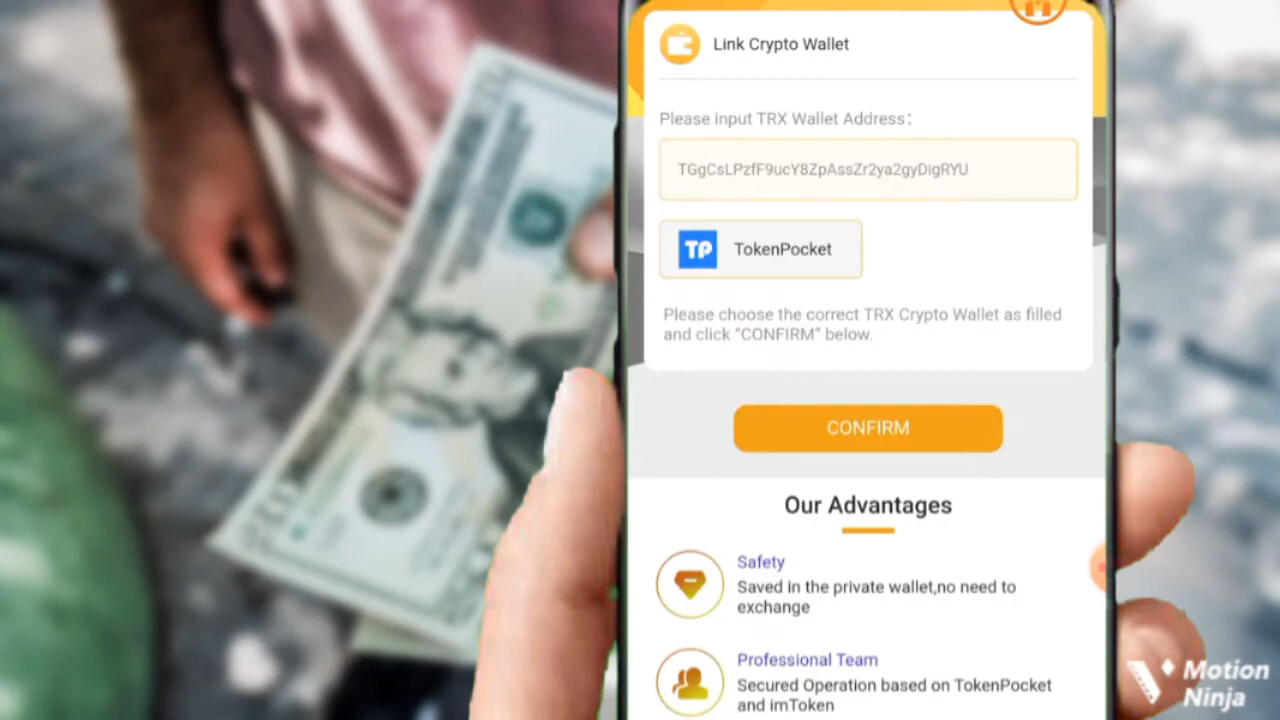 Link Crypto Wallet
Please input TRX Wallet Address:
TGgCsLPzfF9ucY8ZpAssZr2ya2gyDigRYU
TP TokenPocket
Please choose the correct TRX Crypto Wallet as filled
and click “CONFIRM” below.
CONFIRM
Our Advantages
Safety
Saved in the private wallet,no need to
exchange
Professional Team
Secured Operation based on TokenPocket
and imToken
Motion
Ninja